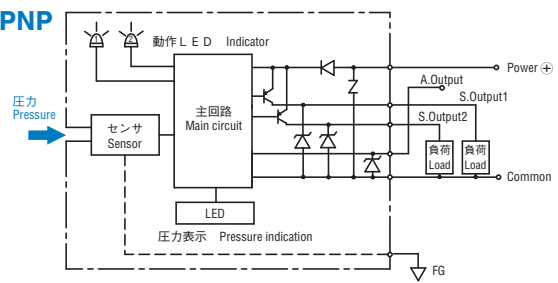 PNP
1
2
動作ＬＥＤ Indicator
Power ⊕
A.Output
圧力
Pressure
S.Output1
主回路
Main circuit
S.Output2
センサ
Sensor
負荷
Load
負荷
Load
Common
LED
圧力表示 Pressure indication
FG